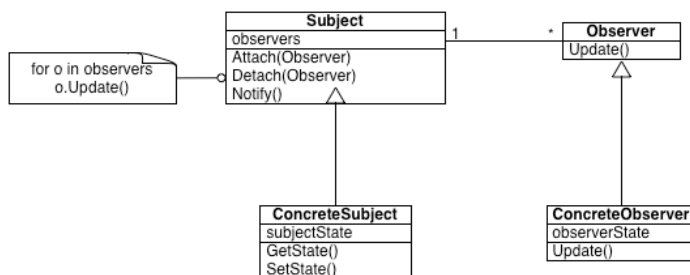 for o in observers
o.Update()
Subject
observers
Attach(Observer)
Detach(Observer)
Notify()
1
*
Observer
Update()
ConcreteSubject
subjectState
GetState()
SetState()
ConcreteObserver
observerState
Update()